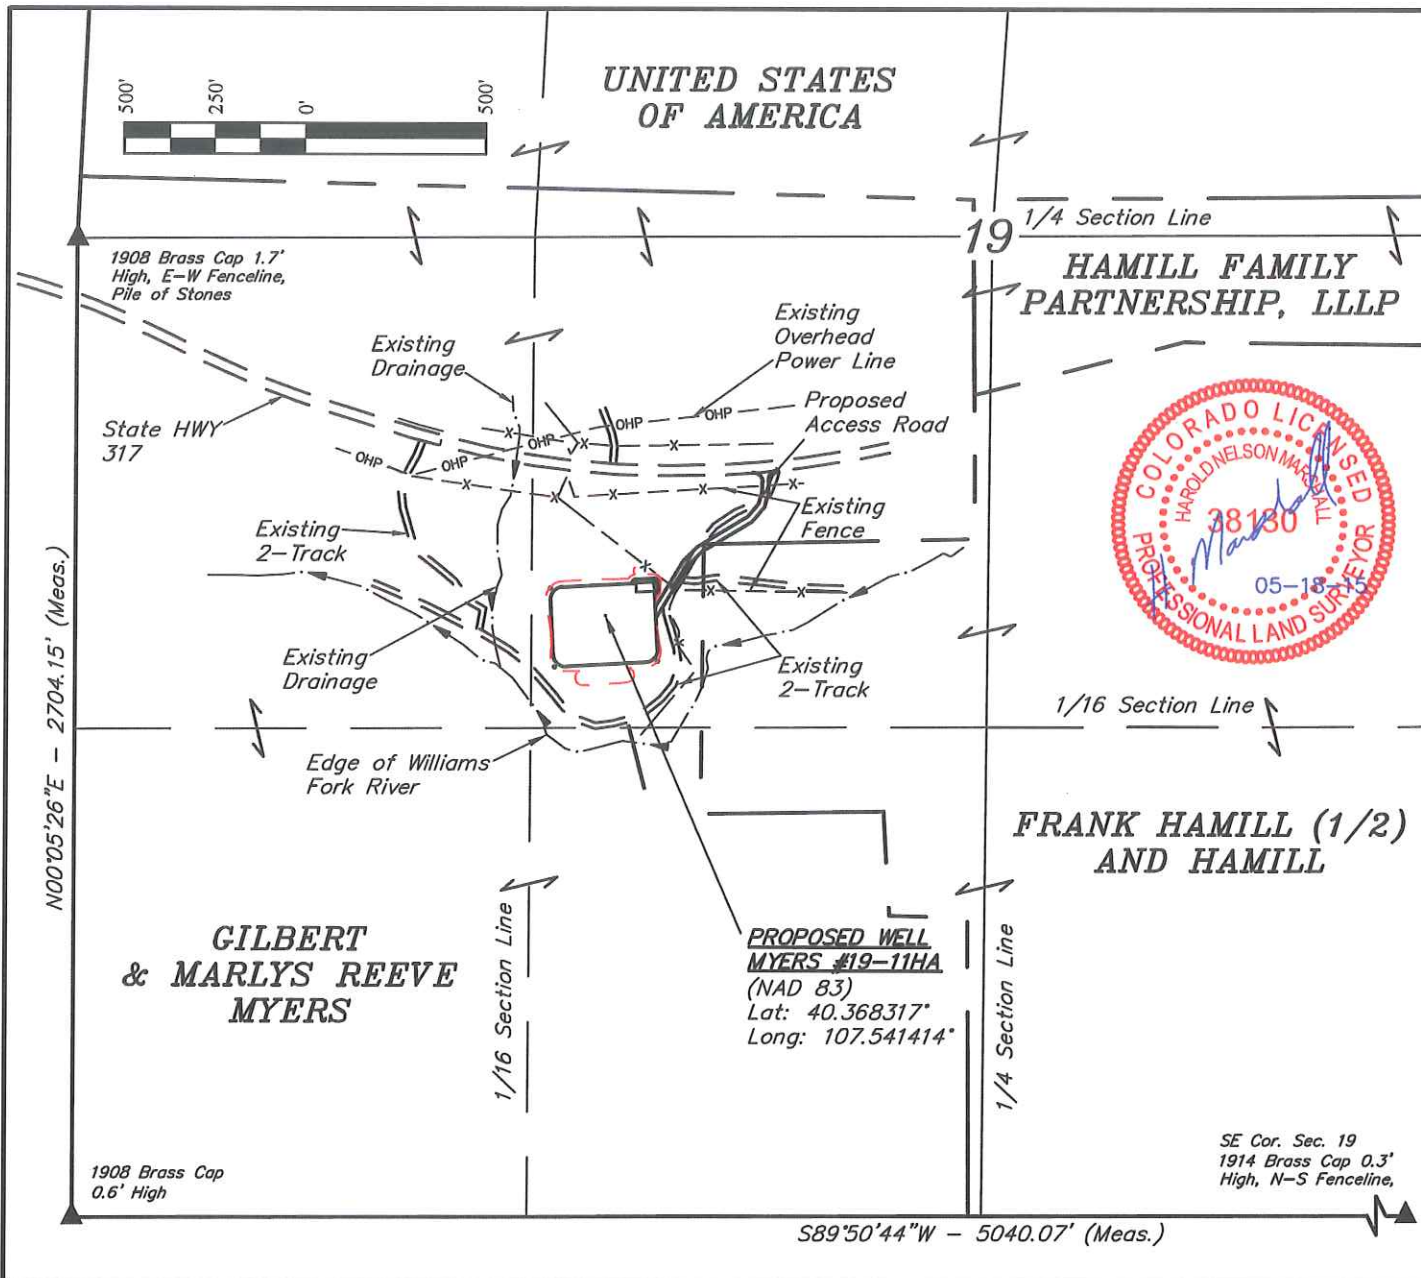 500'
250'
0'
500'
UNITED STATES
OF AMERICA
1/4 Section Line
19
1908 Brass Cap 1.7'
High, E-W Fenceline,
Pile of Stones
HAMILL FAMILY
PARTNERSHIP, LLLP
Existing
Drainage
Existing
Overhead
Power Line
Proposed
Access Road
State HWY
317
OHP
OHP
OHP
OHP
X
X
X
X
X
X
X
X
X
X
X
X
Existing
Fence
Existing
2-Track
Existing
Drainage
Existing
2-Track
COLORADO LICENSED
HAROLD NELSON MARSHALL
38130
Marshall
05-18-15
PROFESSIONAL LAND SURVEYOR
1/16 Section Line
Edge of Williams
Fork River
N00°05'26"E - 2704.15' (Meas.)
FRANK HAMILL (1/2)
AND HAMILL
GILBERT
& MARLYS REEVE
MYERS
1/16 Section Line
PROPOSED WELL
MYERS #19-11HA
(NAD 83)
Lat: 40.368317°
Long: 107.541414°
1/4 Section Line
1908 Brass Cap
0.6' High
SE Cor. Sec. 19
1914 Brass Cap 0.3'
High, N-S Fenceline,
S89°50'44"W - 5040.07' (Meas.)